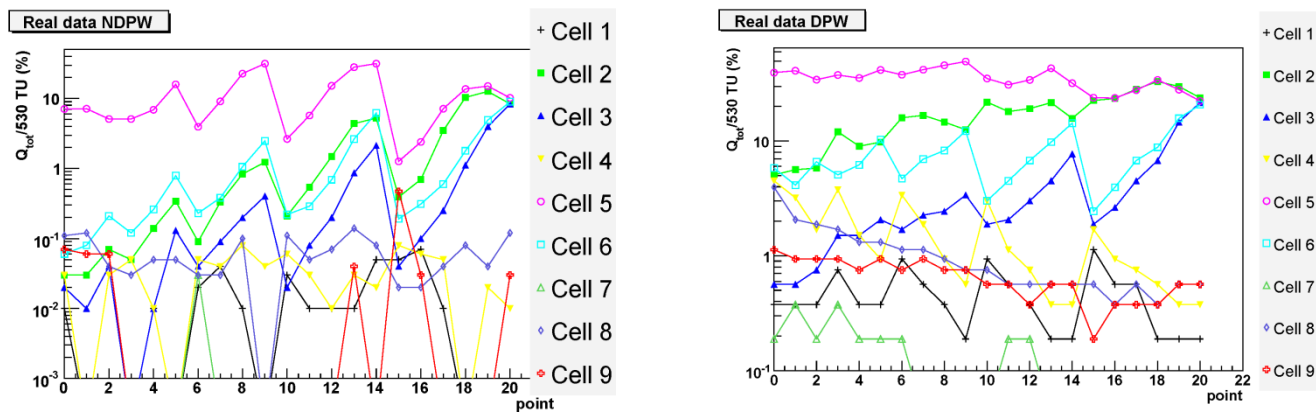 Real data NDPW
Q_tot/530 TU (%)
10
1
10^-1
10^-2
10^-3
0 2 4 6 8 10 12 14 16 18 20
point
Cell 1
Cell 2
Cell 3
Cell 4
Cell 5
Cell 6
Cell 7
Cell 8
Cell 9
Real data DPW
Q_tot/530 TU (%)
10
1
10^-1
0 2 4 6 8 10 12 14 16 18 20 22
point
Cell 1
Cell 2
Cell 3
Cell 4
Cell 5
Cell 6
Cell 7
Cell 8
Cell 9